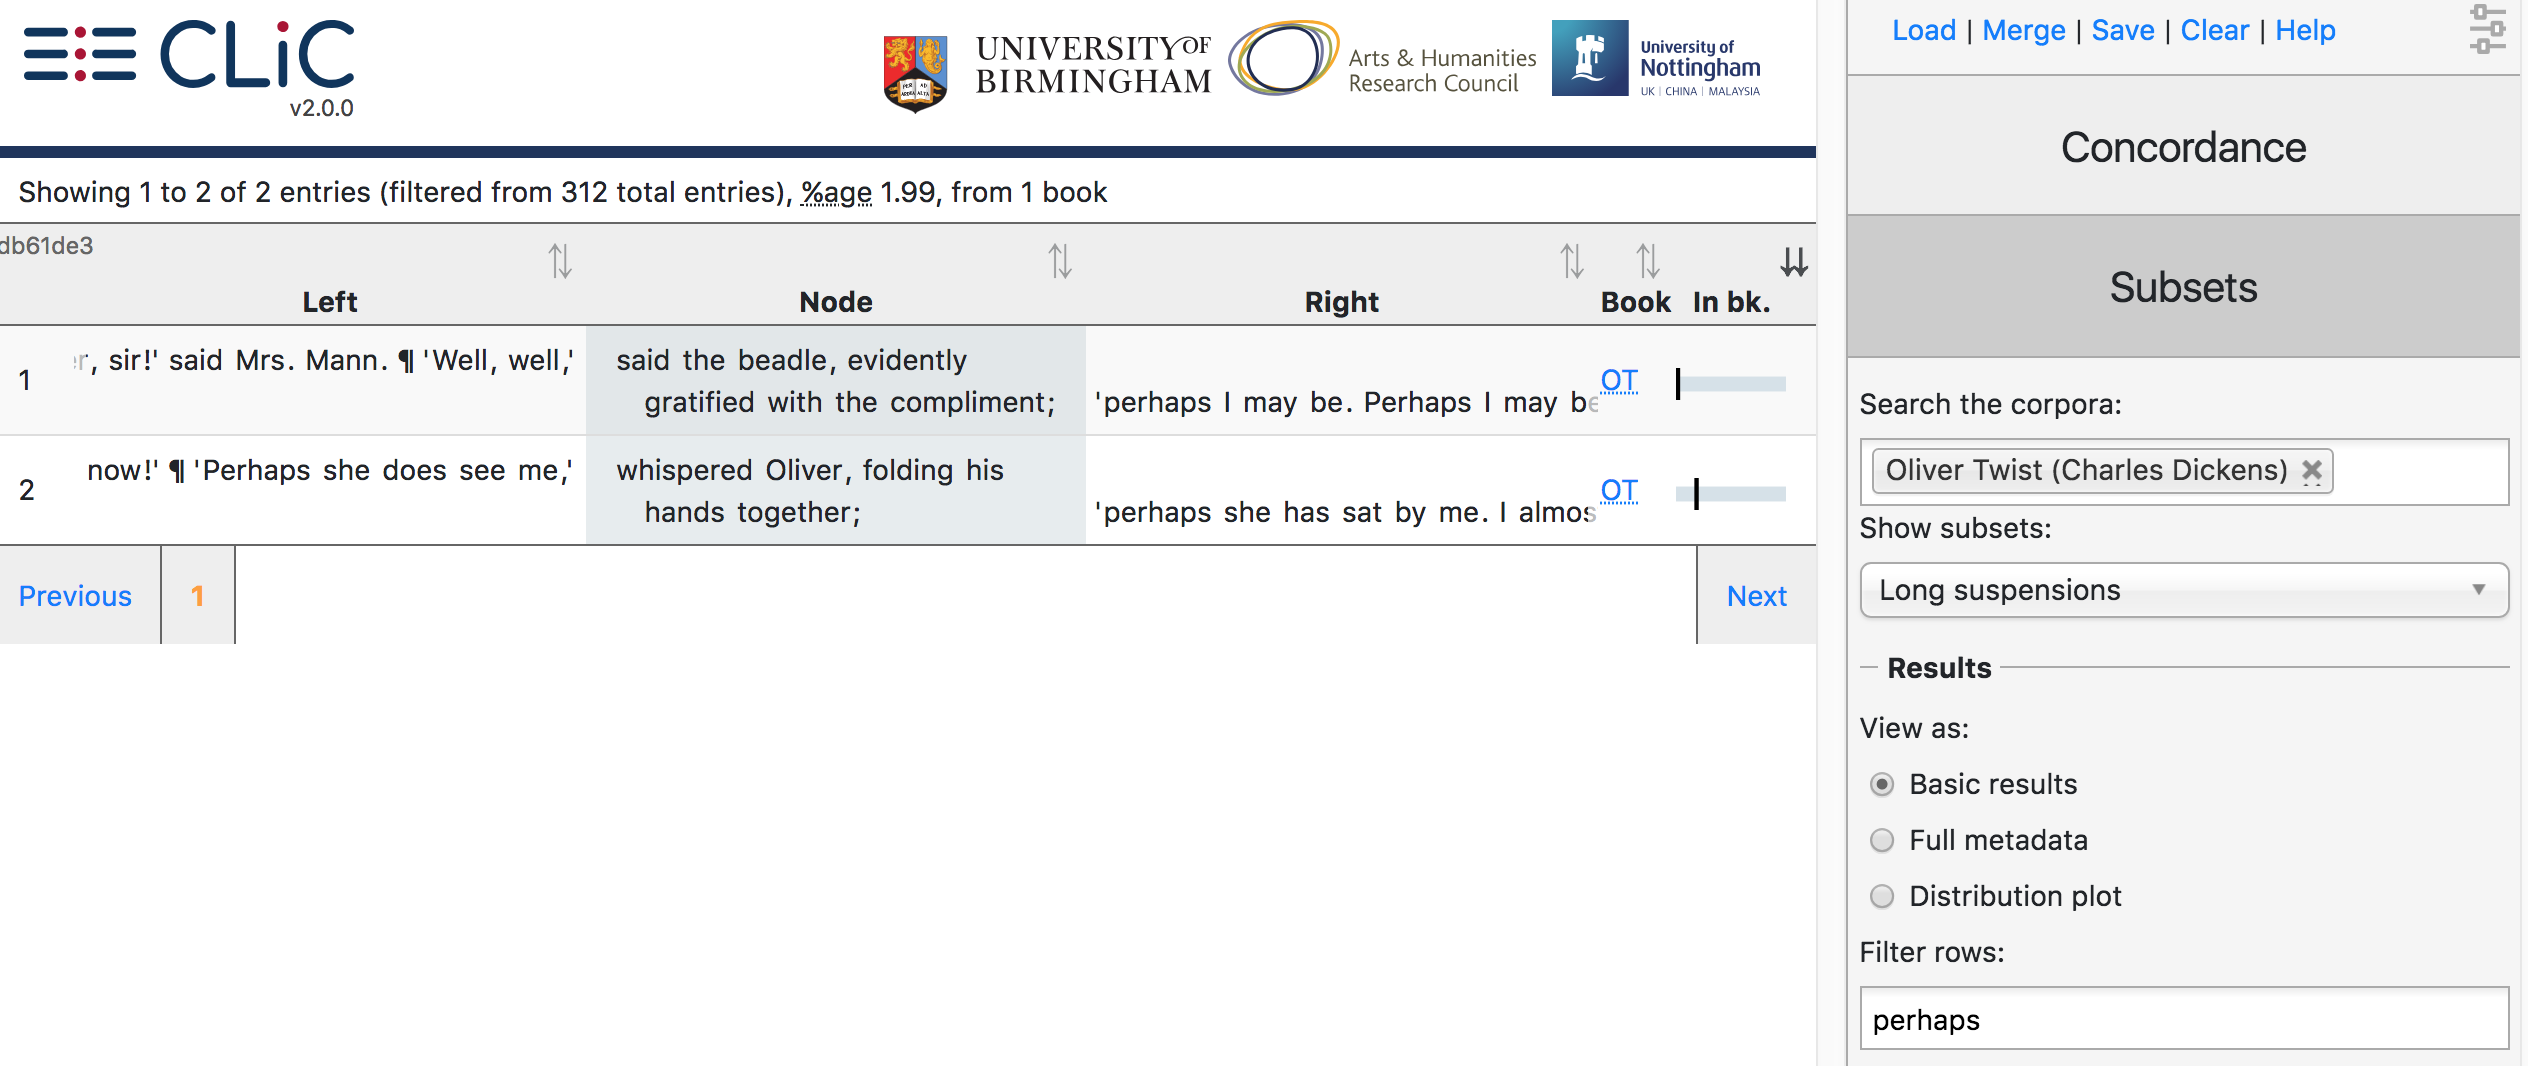 CLiC
v2.0.0
UNIVERSITY OF
BIRMINGHAM
Arts & Humanities
Research Council
University of
Nottingham
UK | CHINA | MALAYSIA
Load | Merge | Save | Clear | Help
Concordance
Subsets
Showing 1 to 2 of 2 entries (filtered from 312 total entries), %age 1.99, from 1 book
db61de3
Left Node Right Book In bk.
1 r, sir!' said Mrs. Mann. ¶ 'Well, well,' said the beadle, evidently
gratified with the compliment; 'perhaps I may be. Perhaps I may be OT
2 now!' ¶ 'Perhaps she does see me,' whispered Oliver, folding his
hands together; 'perhaps she has sat by me. I almos OT
Previous 1 Next
Search the corpora:
Oliver Twist (Charles Dickens)
Show subsets:
Long suspensions
Results
View as:
Basic results
Full metadata
Distribution plot
Filter rows:
perhaps